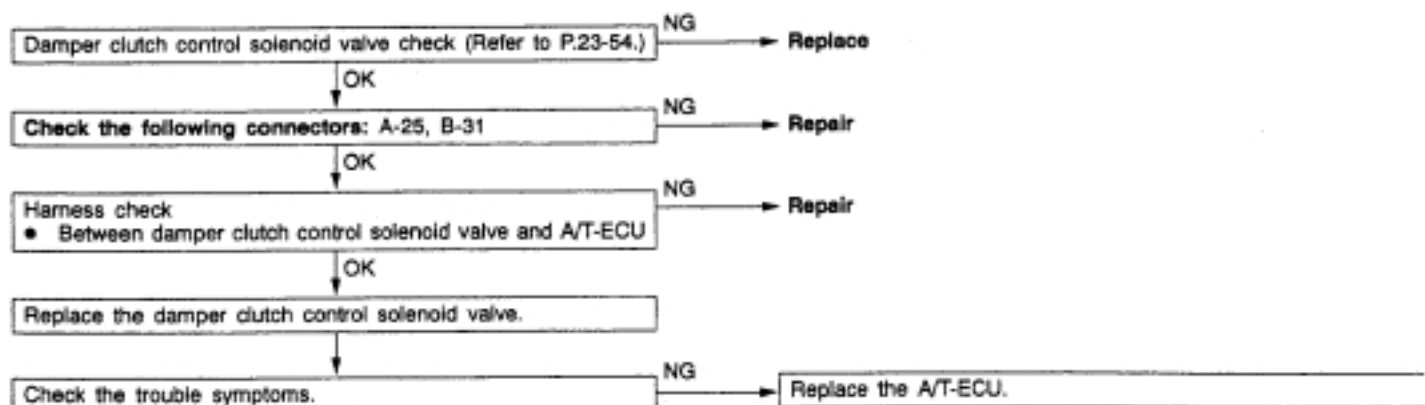 NG
Damper clutch control solenoid valve check (Refer to P.23-54.)
Replace
OK
NG
Check the following connectors: A-25, B-31
Repair
OK
NG
Harness check
Repair
● Between damper clutch control solenoid valve and A/T-ECU
OK
Replace the damper clutch control solenoid valve.
NG
Check the trouble symptoms.
Replace the A/T-ECU.